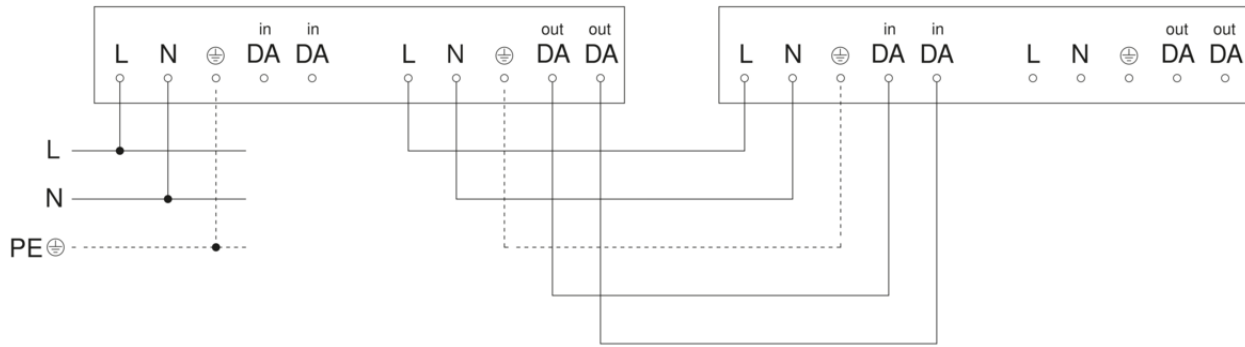 in in out out in in out out
L N ⏚ DA DA L N ⏚ DA DA L N ⏚ DA DA L N ⏚ DA DA
L
N
PE ⏚